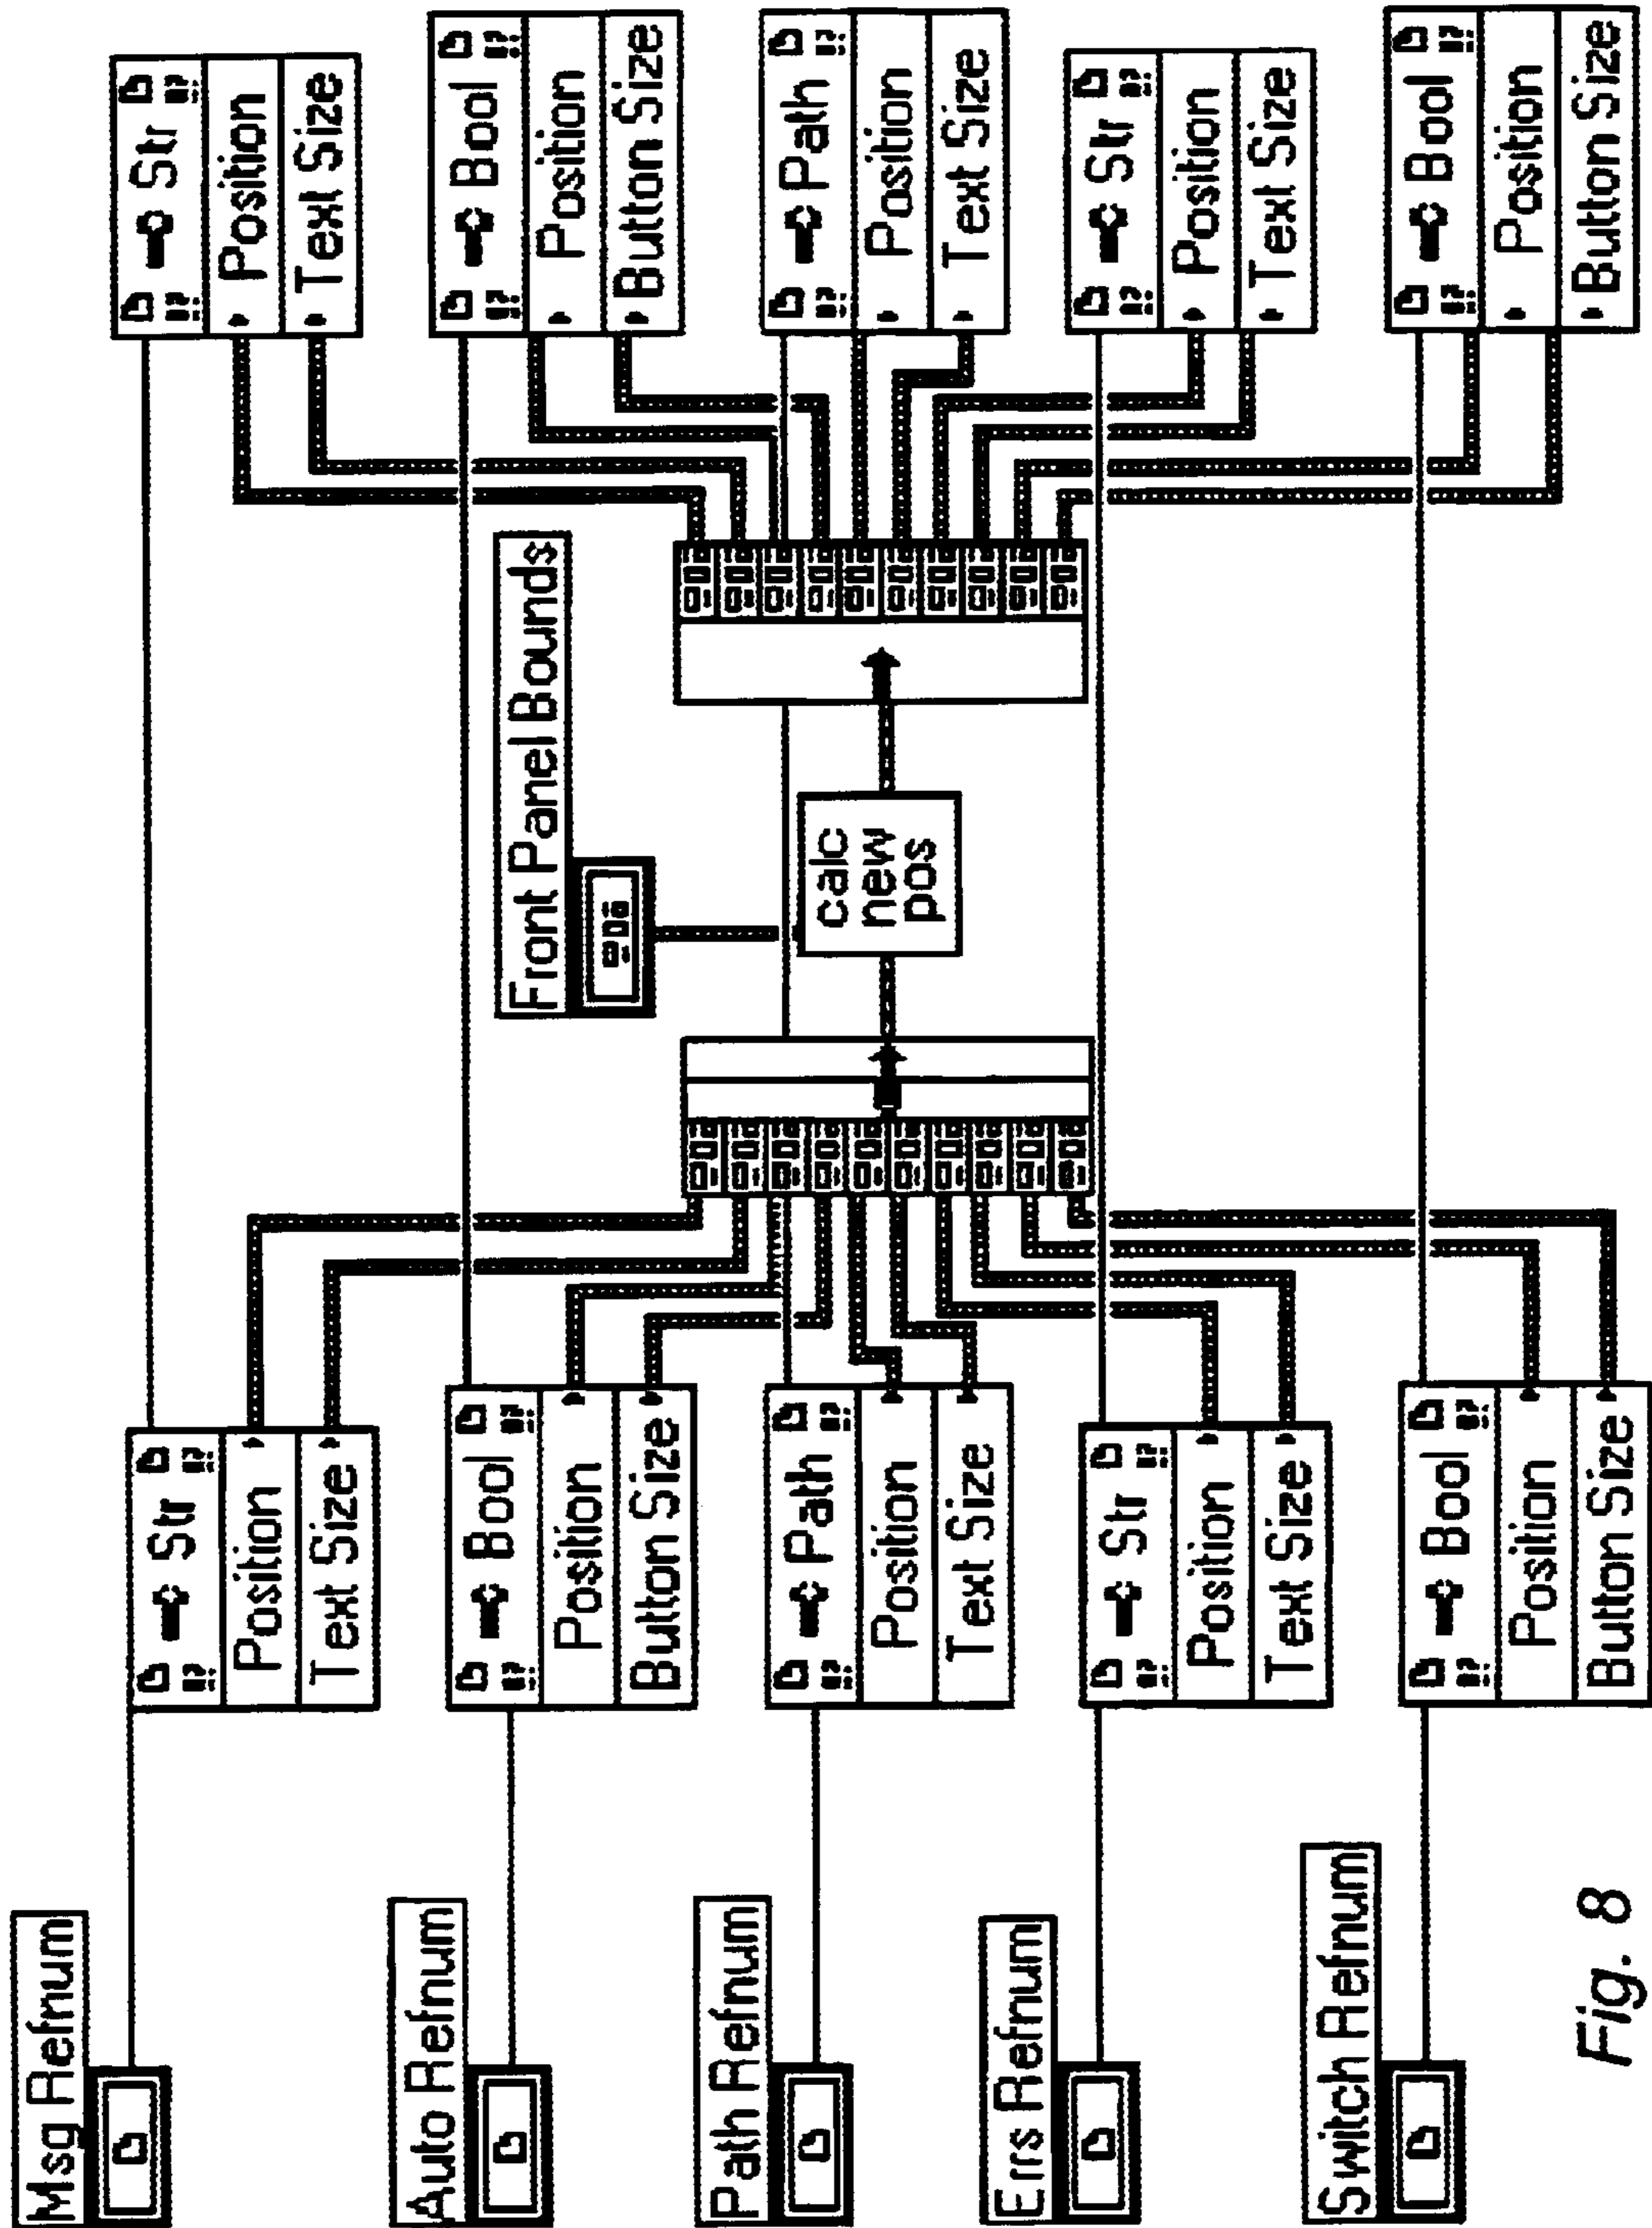 Msg Refnum
Str
Position
Text Size
Str
Position
Text Size
Auto Refnum
Bool
Position
Button Size
Front Panel Bounds
Bool
Position
Button Size
Path Refnum
Path
Position
Text Size
calc
new
pos
Path
Position
Text Size
Errs Refnum
Str
Position
Text Size
Str
Position
Text Size
Switch Refnum
Bool
Position
Button Size
Bool
Position
Button Size
Fig. 8